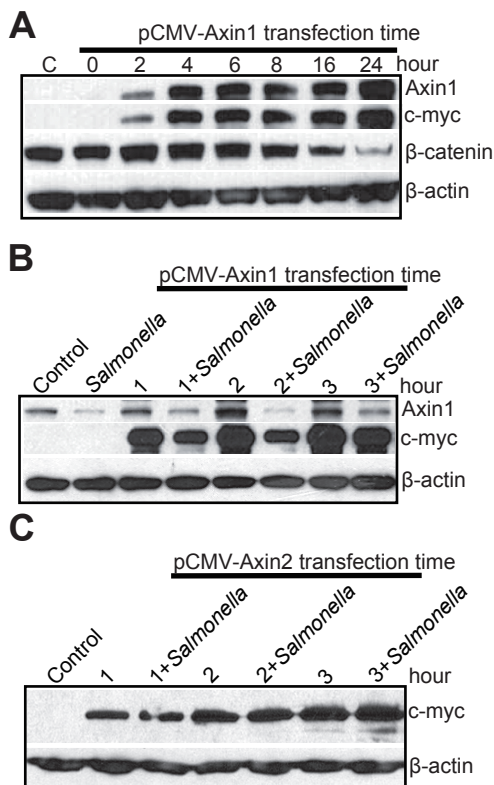 A
pCMV-Axin1 transfection time
C 0 2 4 6 8 16 24 hour
Axin1
c-myc
β-catenin
β-actin
B
pCMV-Axin1 transfection time
Control Salmonella 1 1+Salmonella 2 2+Salmonella 3 3+Salmonella hour
Axin1
c-myc
β-actin
C
pCMV-Axin2 transfection time
Control 1 1+Salmonella 2 2+Salmonella 3 3+Salmonella hour
c-myc
β-actin